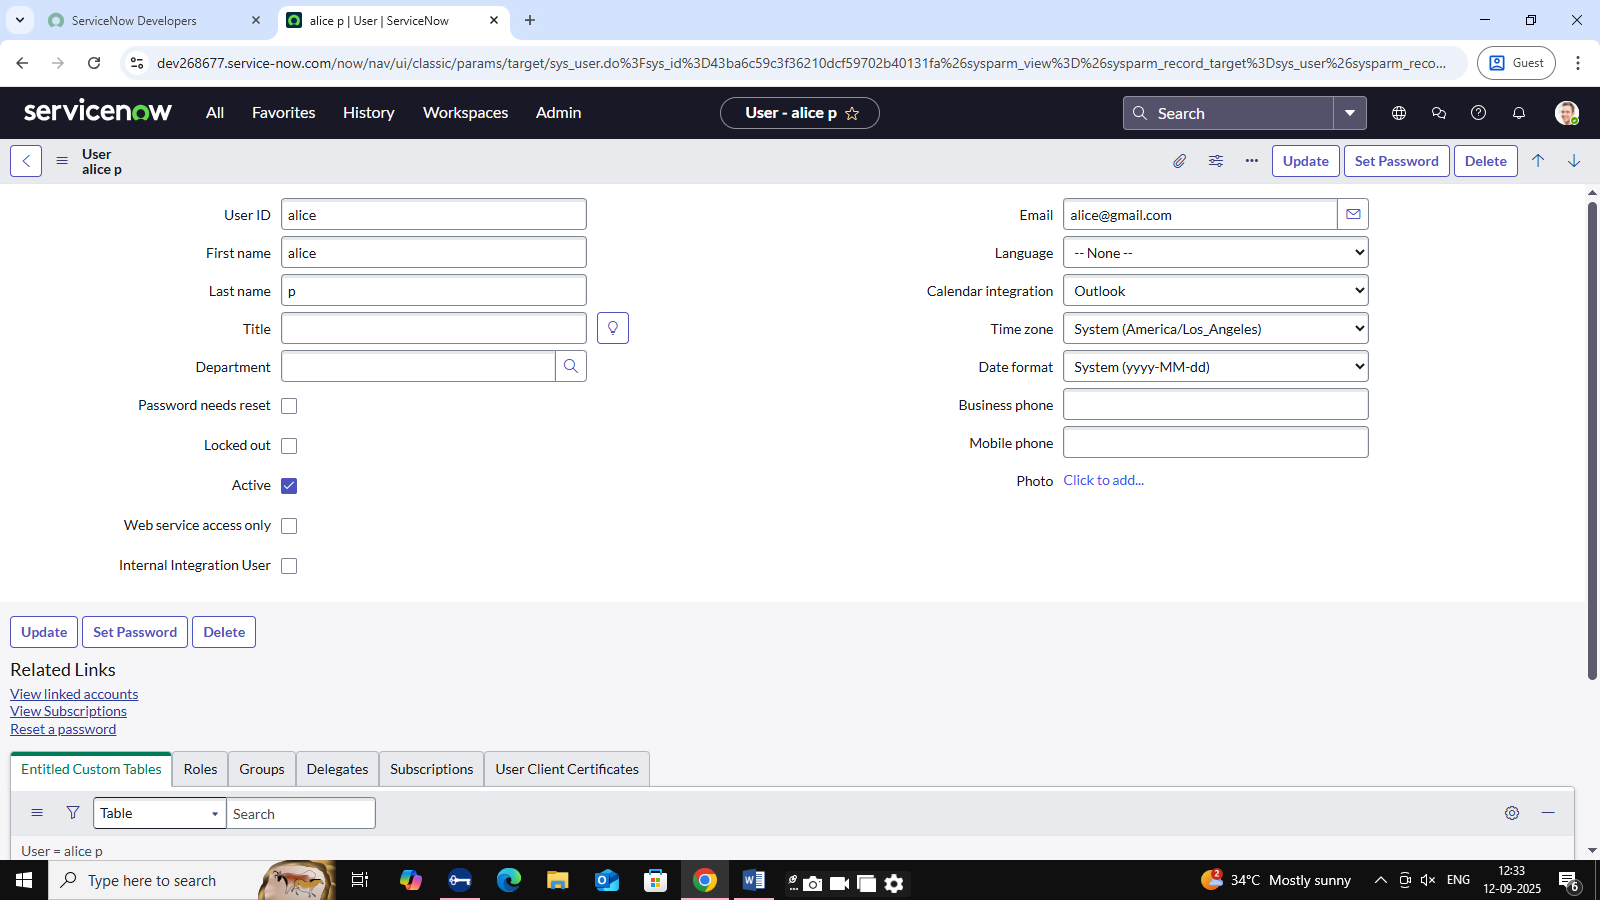 ServiceNow Developers
alice p | User | ServiceNow
dev268677.service-now.com/now/nav/ui/classic/params/target/sys_user.do%3Fsys_id%3D43ba6c59c3f36210dcf59702b40131fa%26sysparm_view%3D%26sysparm_record_target%3Dsys_user%26sysparm_reco...
Guest
servicenow
All
Favorites
History
Workspaces
Admin
User - alice p
Search
User
alice p
Update
Set Password
Delete
User ID
alice
Email
alice@gmail.com
First name
alice
Language
-- None --
Last name
p
Calendar integration
Outlook
Title
Time zone
System (America/Los_Angeles)
Department
Date format
System (yyyy-MM-dd)
Password needs reset
Business phone
Locked out
Mobile phone
Active
Photo
Click to add...
Web service access only
Internal Integration User
Update
Set Password
Delete
Related Links
View linked accounts
View Subscriptions
Reset a password
Entitled Custom Tables
Roles
Groups
Delegates
Subscriptions
User Client Certificates
Table
Search
User = alice p
Type here to search
2
34°C Mostly sunny
ENG
12:33
12-09-2025
6